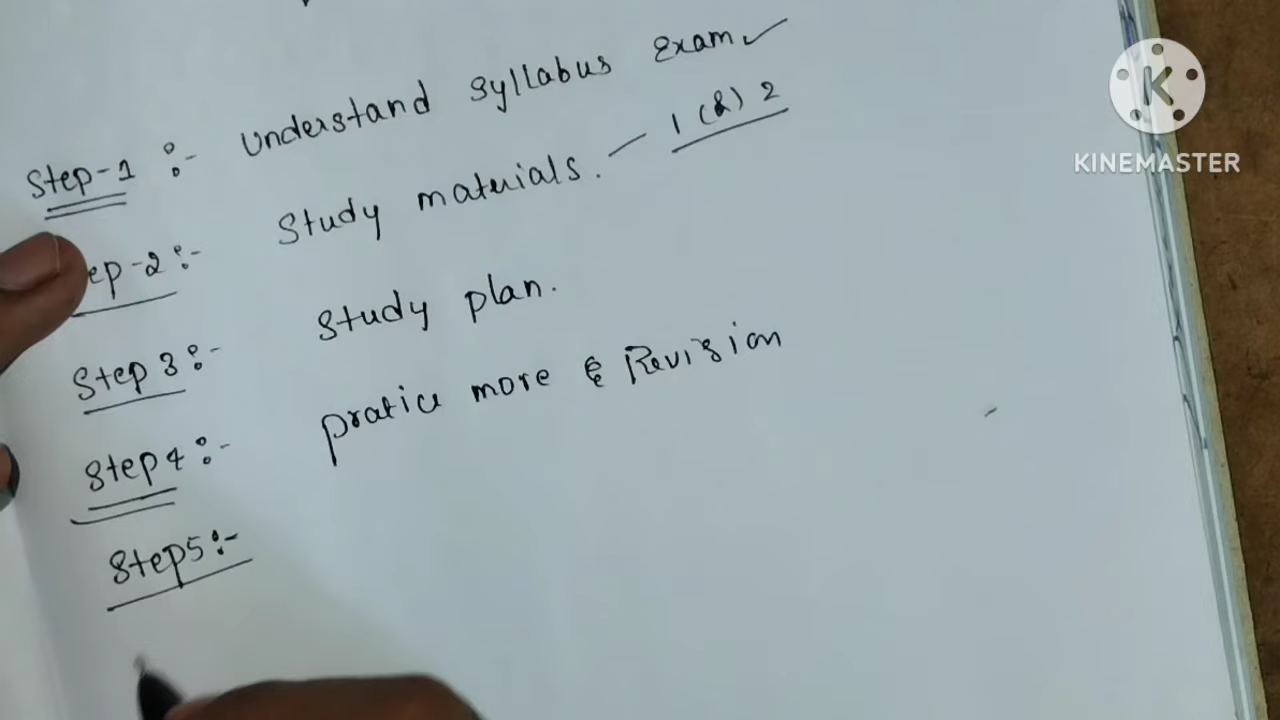 Step-1 :- Understand Syllabus Exam ✓
ep-2 :- Study materials. - 1 (&) 2
Step 3 :- Study plan.
Step 4 :- pratice more & Revision
Step 5 :-
K
KINEMASTER